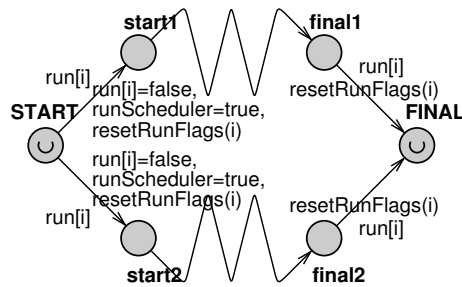 start1
final1
run[i]
run[i]
run[i]=false,
resetRunFlags(i)
START
runScheduler=true,
FINAL
resetRunFlags(i)
run[i]=false,
runScheduler=true,
resetRunFlags(i)
resetRunFlags(i)
run[i]
run[i]
start2
final2